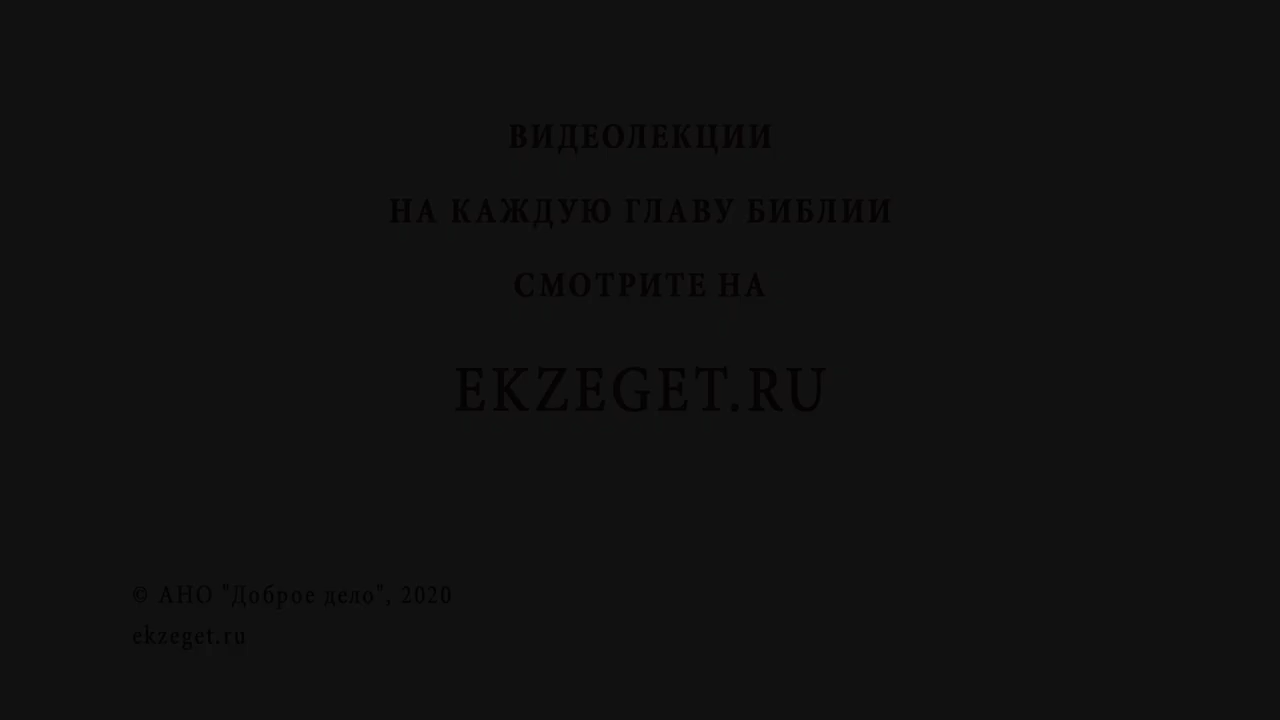 ВИДЕОЛЕКЦИИ
НА КАЖДУЮ ГЛАВУ БИБЛИИ
СМОТРИТЕ НА
EKZEGET.RU
© АНО "Доброе дело", 2020
ekzeget.ru